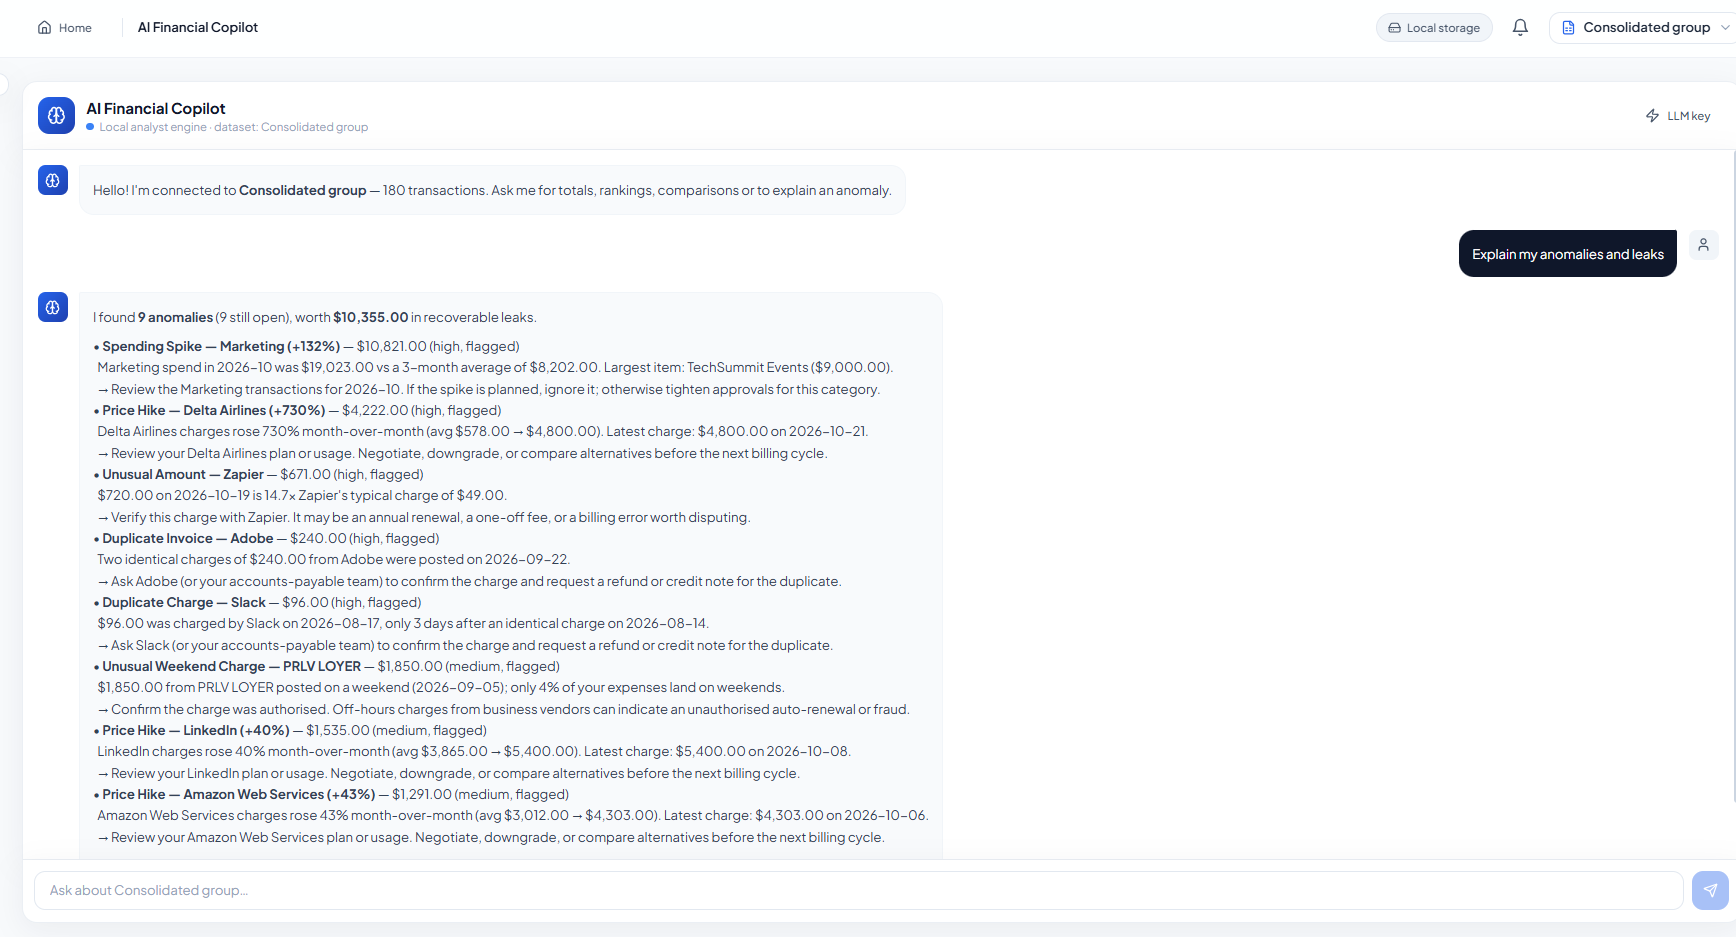 Home
AI Financial Copilot
Local storage
Consolidated group
AI Financial Copilot
Local analyst engine · dataset: Consolidated group
LLM key
Hello! I'm connected to Consolidated group — 180 transactions. Ask me for totals, rankings, comparisons or to explain an anomaly.
Explain my anomalies and leaks
I found 9 anomalies (9 still open), worth $10,355.00 in recoverable leaks.
• Spending Spike — Marketing (+132%) — $10,821.00 (high, flagged)
Marketing spend in 2026-10 was $19,023.00 vs a 3-month average of $8,202.00. Largest item: TechSummit Events ($9,000.00).
→ Review the Marketing transactions for 2026-10. If the spike is planned, ignore it; otherwise tighten approvals for this category.
• Price Hike — Delta Airlines (+730%) — $4,222.00 (high, flagged)
Delta Airlines charges rose 730% month-over-month (avg $578.00 → $4,800.00). Latest charge: $4,800.00 on 2026-10-21.
→ Review your Delta Airlines plan or usage. Negotiate, downgrade, or compare alternatives before the next billing cycle.
• Unusual Amount — Zapier — $671.00 (high, flagged)
$720.00 on 2026-10-19 is 14.7x Zapier's typical charge of $49.00.
→ Verify this charge with Zapier. It may be an annual renewal, a one-off fee, or a billing error worth disputing.
• Duplicate Invoice — Adobe — $240.00 (high, flagged)
Two identical charges of $240.00 from Adobe were posted on 2026-09-22.
→ Ask Adobe (or your accounts-payable team) to confirm the charge and request a refund or credit note for the duplicate.
• Duplicate Charge — Slack — $96.00 (high, flagged)
$96.00 was charged by Slack on 2026-08-17, only 3 days after an identical charge on 2026-08-14.
→ Ask Slack (or your accounts-payable team) to confirm the charge and request a refund or credit note for the duplicate.
• Unusual Weekend Charge — PRLV LOYER — $1,850.00 (medium, flagged)
$1,850.00 from PRLV LOYER posted on a weekend (2026-09-05); only 4% of your expenses land on weekends.
→ Confirm the charge was authorised. Off-hours charges from business vendors can indicate an unauthorised auto-renewal or fraud.
• Price Hike — LinkedIn (+40%) — $1,535.00 (medium, flagged)
LinkedIn charges rose 40% month-over-month (avg $3,865.00 → $5,400.00). Latest charge: $5,400.00 on 2026-10-08.
→ Review your LinkedIn plan or usage. Negotiate, downgrade, or compare alternatives before the next billing cycle.
• Price Hike — Amazon Web Services (+43%) — $1,291.00 (medium, flagged)
Amazon Web Services charges rose 43% month-over-month (avg $3,012.00 → $4,303.00). Latest charge: $4,303.00 on 2026-10-06.
→ Review your Amazon Web Services plan or usage. Negotiate, downgrade, or compare alternatives before the next billing cycle.
Ask about Consolidated group…